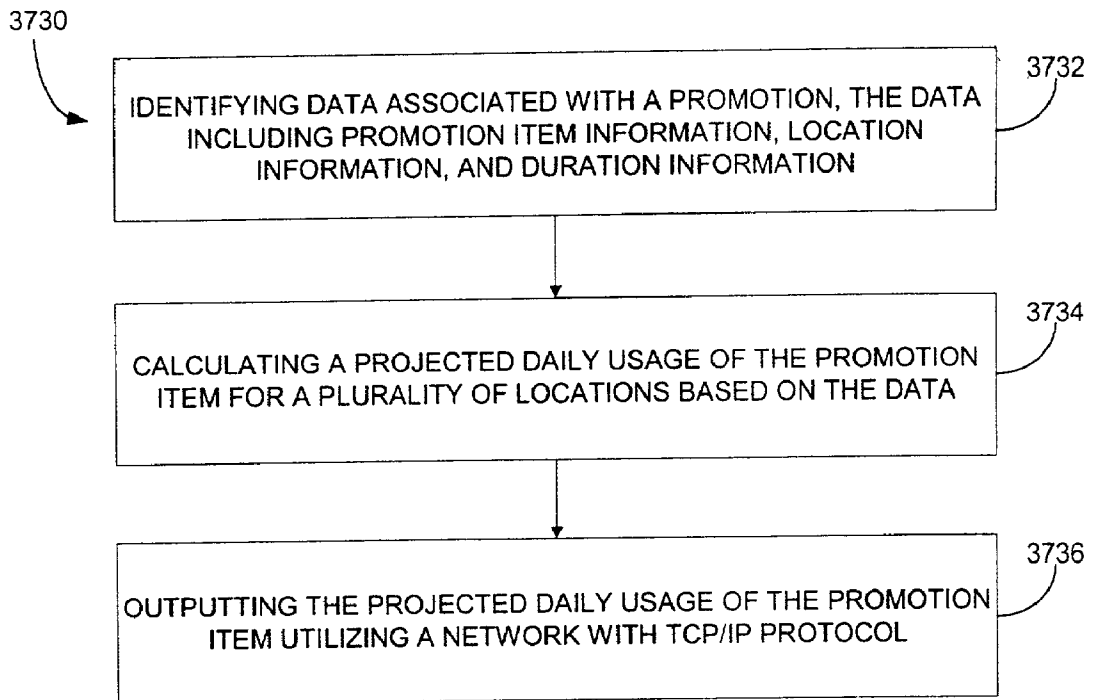 3730
3732
IDENTIFYING DATA ASSOCIATED WITH A PROMOTION, THE DATA
INCLUDING PROMOTION ITEM INFORMATION, LOCATION
INFORMATION, AND DURATION INFORMATION
3734
CALCULATING A PROJECTED DAILY USAGE OF THE PROMOTION
ITEM FOR A PLURALITY OF LOCATIONS BASED ON THE DATA
3736
OUTPUTTING THE PROJECTED DAILY USAGE OF THE PROMOTION
ITEM UTILIZING A NETWORK WITH TCP/IP PROTOCOL